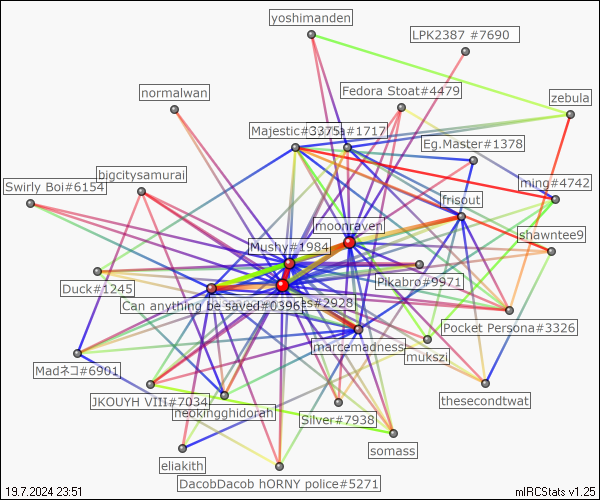 yoshimanden
LPK2387 #7690
normalwan
Fedora Stoat#4479
zebula
Majestic#3375
a#1717
Eg.Master#1378
bigcitysamurai
Swirly Boi#6154
ming#4742
frisout
moonraven
shawntee9
Mushy#1984
Pikabro#9971
Duck#1245
Can anything be saved#0396
es#2928
Pocket Persona#3326
marcemadness
mukszi
Madネコ#6901
JKOUYH VIII#7034
neokingghidorah
thesecondtwat
Silver#7938
somass
eliakith
DacobDacob hORNY police#5271
19.7.2024 23:51
mIRCStats v1.25